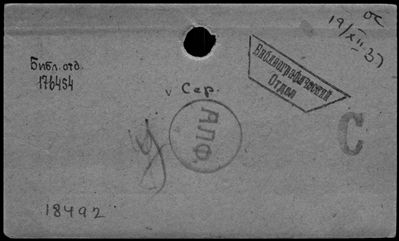 ос
19/XII 37
Библ. отд.
176454
Библиографический
Отдел
v Сер.
АЛФ.
С
18492